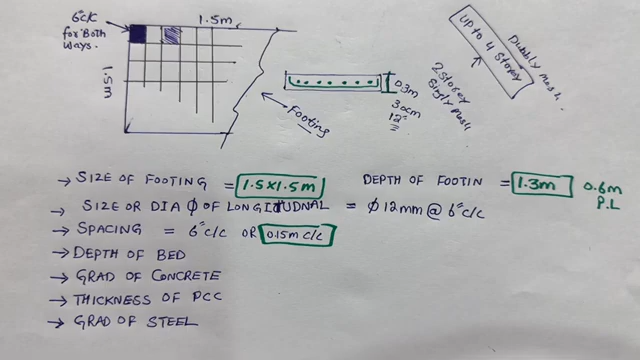 6" c/c
for Both
Ways.
1.5m
1.5m
Footing
0.3m
30cm
12"
2 Storey
Singly Mesh
Up to 4 Storey
Dubbly Mesh.
→ SIZE OF FOOTING = 1.5x1.5m
DEPTH OF FOOTIN = 1.3m
0.6m
P.L
→ SIZE OR DIA ϕ OF LONGITUDNAL = ϕ12mm@6"c/c
→ SPACING = 6"c/c OR 0.15m c/c
→ DEPTH OF BED
→ GRAD OF CONCRETE
→ THICKNESS OF PCC
→ GRAD OF STEEL